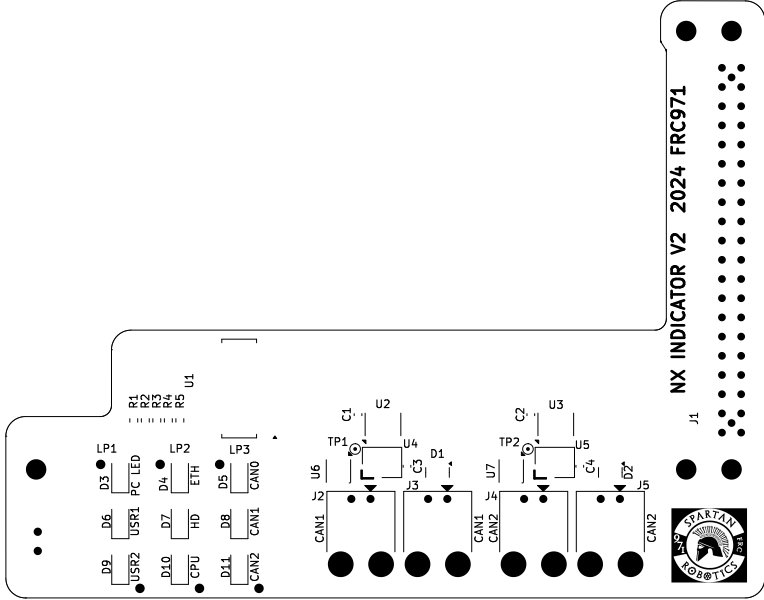 NX INDICATOR V2 2024 FRC971
J1
U1
R1
R2
R3
R4
R5
C1
U2
C2
U3
TP1
U4
D1
TP2
U5
LP1
LP2
LP3
U6
C3
U7
C4
D2
D3
PC LED
D4
ETH
D5
CAN0
J2
J3
J4
J5
D6
USR1
D7
HD
D8
CAN1
CAN1
CAN1
CAN2
CAN2
D9
USR2
D10
CPU
D11
CAN2
SPARTAN
971
FRC
ROBOTICS